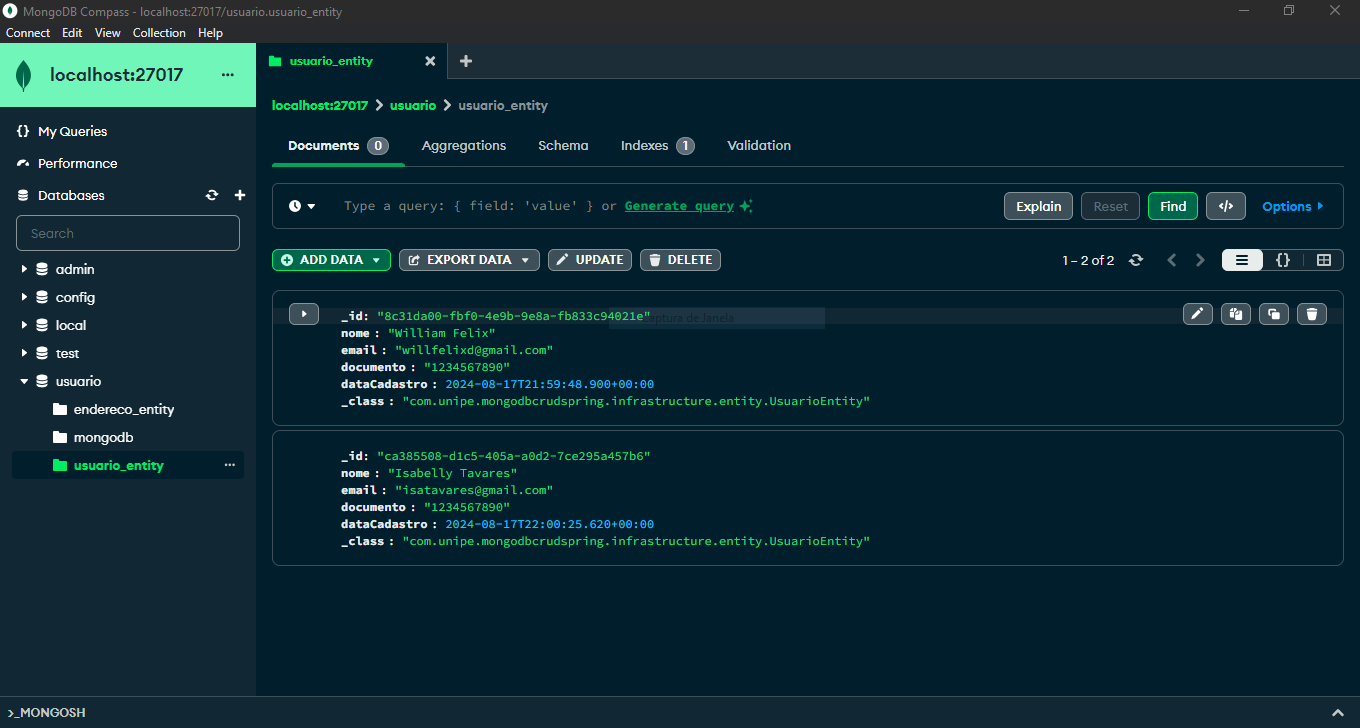 MongoDB Compass - localhost:27017/usuario.usuario_entity
Connect Edit View Collection Help
localhost:27017 ...
usuario_entity
{} My Queries
Performance
Databases
Search
admin
config
local
test
usuario
endereco_entity
mongodb
usuario_entity ...
localhost:27017 > usuario > usuario_entity
Documents 0 Aggregations Schema Indexes 1 Validation
Type a query: { field: 'value' } or Generate query
Explain Reset Find </> Options
ADD DATA EXPORT DATA UPDATE DELETE
1 – 2 of 2 {}
_id: "8c31da00-fbf0-4e9b-9e8a-fb833c94021e"
de Janela
nome : "William Felix"
email : "willfelixd@gmail.com"
documento : "1234567890"
dataCadastro : 2024-08-17T21:59:48.900+00:00
_class : "com.unipe.mongodbcrudspring.infrastructure.entity.UsuarioEntity"
_id: "ca385508-d1c5-405a-a0d2-7ce295a457b6"
nome : "Isabelly Tavares"
email : "isatavares@gmail.com"
documento : "1234567890"
dataCadastro : 2024-08-17T22:00:25.620+00:00
_class : "com.unipe.mongodbcrudspring.infrastructure.entity.UsuarioEntity"
>_MONGOSH